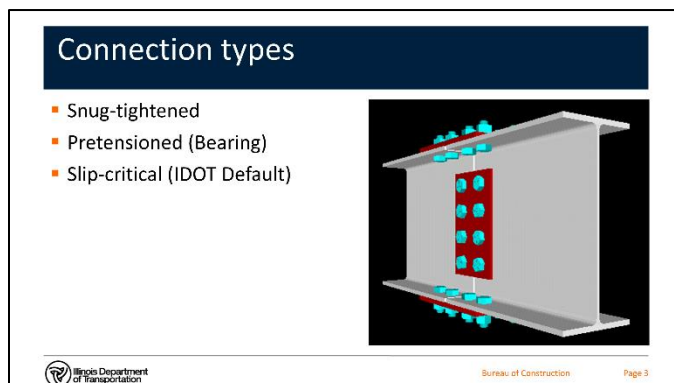 Connection types
Snug-tightened
Pretensioned (Bearing)
Slip-critical (IDOT Default)
Illinois Department
of Transportation
Bureau of Construction
Page 3